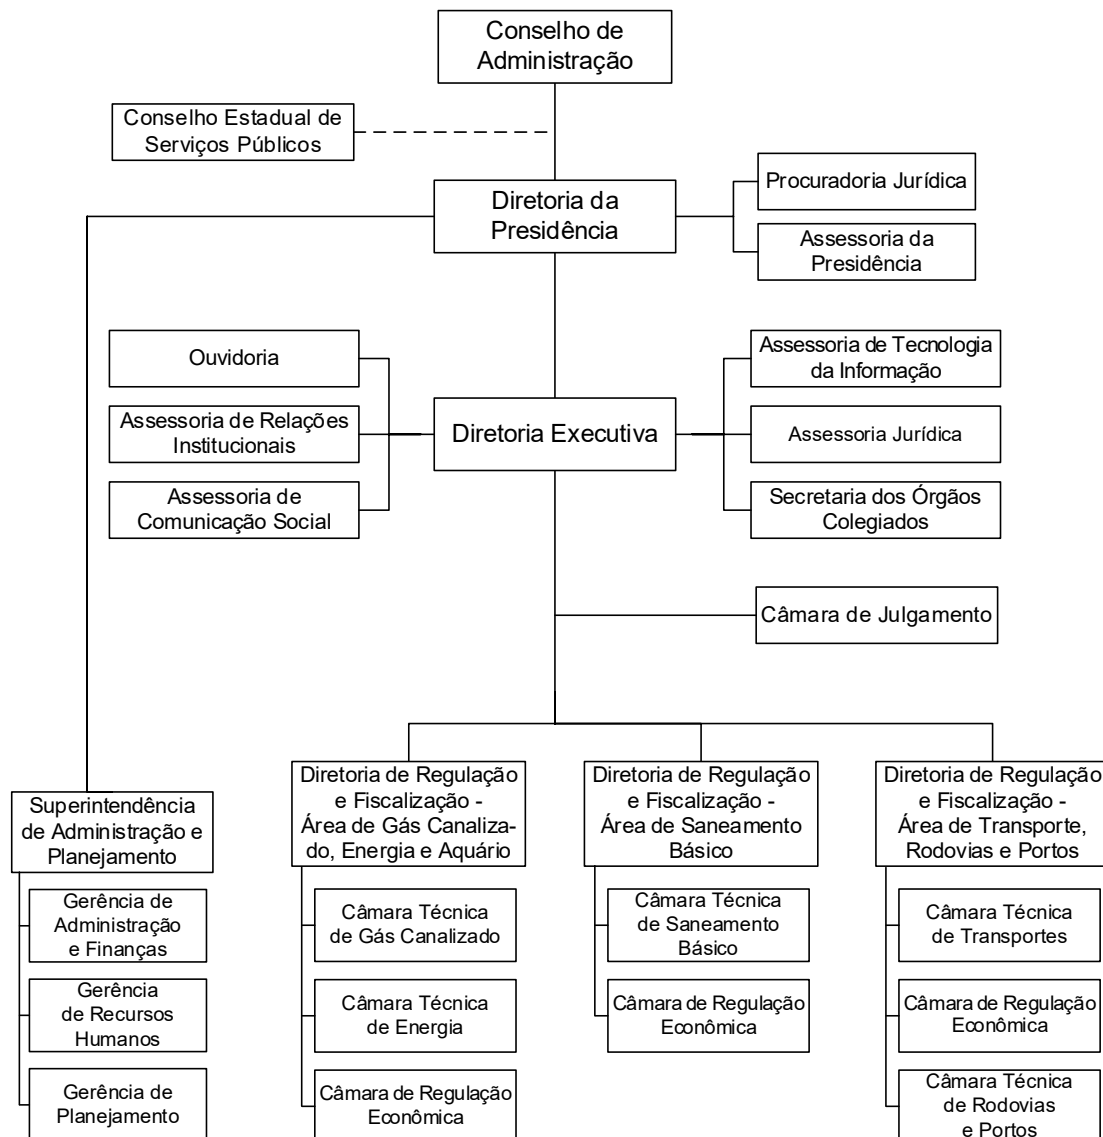 Conselho de
Administração
Conselho Estadual de
Serviços Públicos
Diretoria da
Presidência
Procuradoria Jurídica
Assessoria da
Presidência
Ouvidoria
Assessoria de Relações
Institucionais
Assessoria de
Comunicação Social
Diretoria Executiva
Assessoria de Tecnologia
da Informação
Assessoria Jurídica
Secretaria dos Órgãos
Colegiados
Câmara de Julgamento
Superintendência
de Administração e
Planejamento
Gerência de
Administração
e Finanças
Gerência
de Recursos
Humanos
Gerência de
Planejamento
Diretoria de Regulação
e Fiscalização -
Área de Gás Canaliza-
do, Energia e Aquário
Câmara Técnica
de Gás Canalizado
Câmara Técnica
de Energia
Câmara de Regulação
Econômica
Diretoria de Regulação
e Fiscalização -
Área de Saneamento
Básico
Câmara Técnica
de Saneamento
Básico
Câmara de Regulação
Econômica
Diretoria de Regulação
e Fiscalização -
Área de Transporte,
Rodovias e Portos
Câmara Técnica
de Transportes
Câmara de Regulação
Econômica
Câmara Técnica
de Rodovias
e Portos